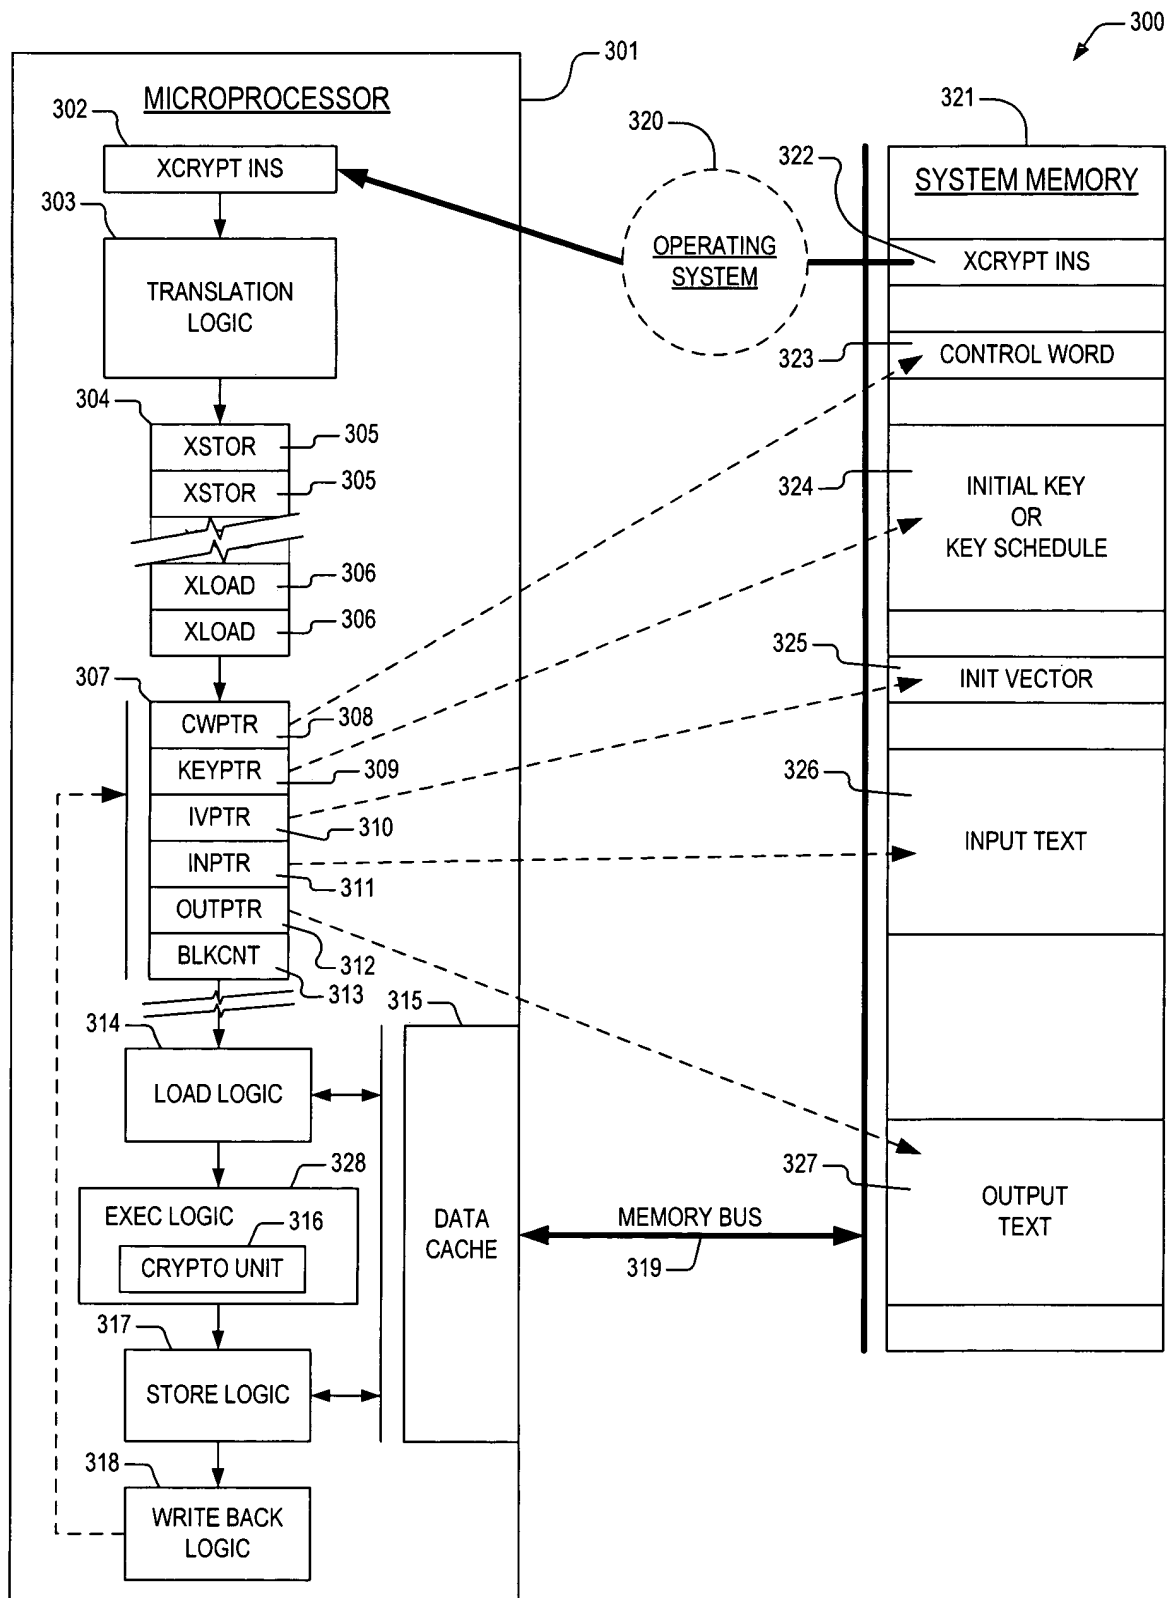 300
301
MICROPROCESSOR
302
XCRYPT INS
303
TRANSLATION
LOGIC
304
XSTOR
305
XSTOR
305
XLOAD
306
XLOAD
306
307
CWPTR
308
KEYPTR
309
IVPTR
310
INPTR
311
OUTPTR
312
BLKCNT
313
314
LOAD LOGIC
315
DATA
CACHE
328
EXEC LOGIC
316
CRYPTO UNIT
317
STORE LOGIC
318
WRITE BACK
LOGIC
MEMORY BUS
319
320
OPERATING
SYSTEM
321
SYSTEM MEMORY
322
XCRYPT INS
323
CONTROL WORD
324
INITIAL KEY
OR
KEY SCHEDULE
325
INIT VECTOR
326
INPUT TEXT
327
OUTPUT
TEXT